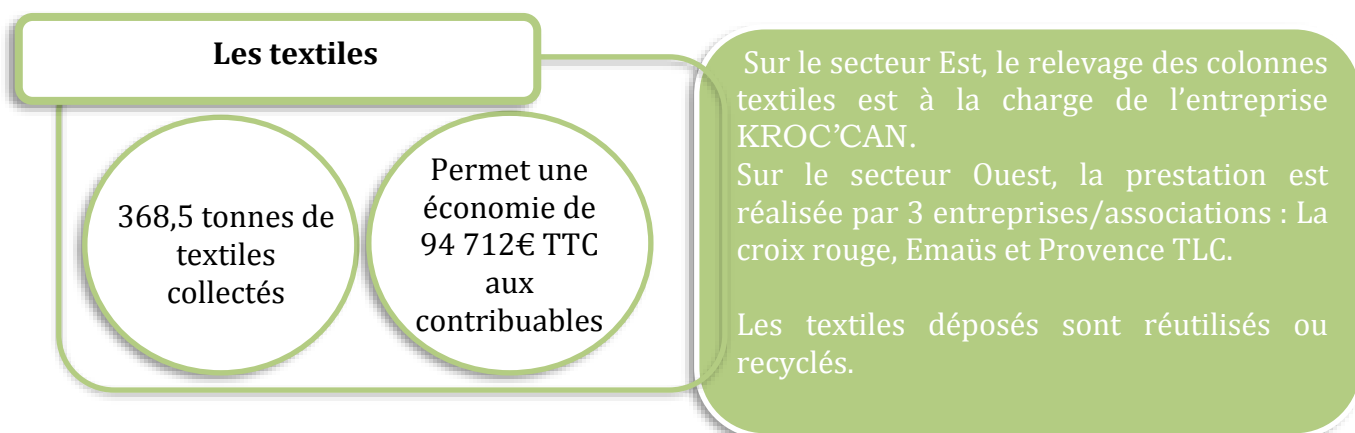 Les textiles
368,5 tonnes de
textiles
collectés
Permet une
économie de
94 712€ TTC
aux
contribuables
Sur le secteur Est, le relevage des colonnes
textiles est à la charge de l’entreprise
KROC’CAN.
Sur le secteur Ouest, la prestation est
réalisée par 3 entreprises/associations : La
croix rouge, Emaüs et Provence TLC.
Les textiles déposés sont réutilisés ou
recyclés.